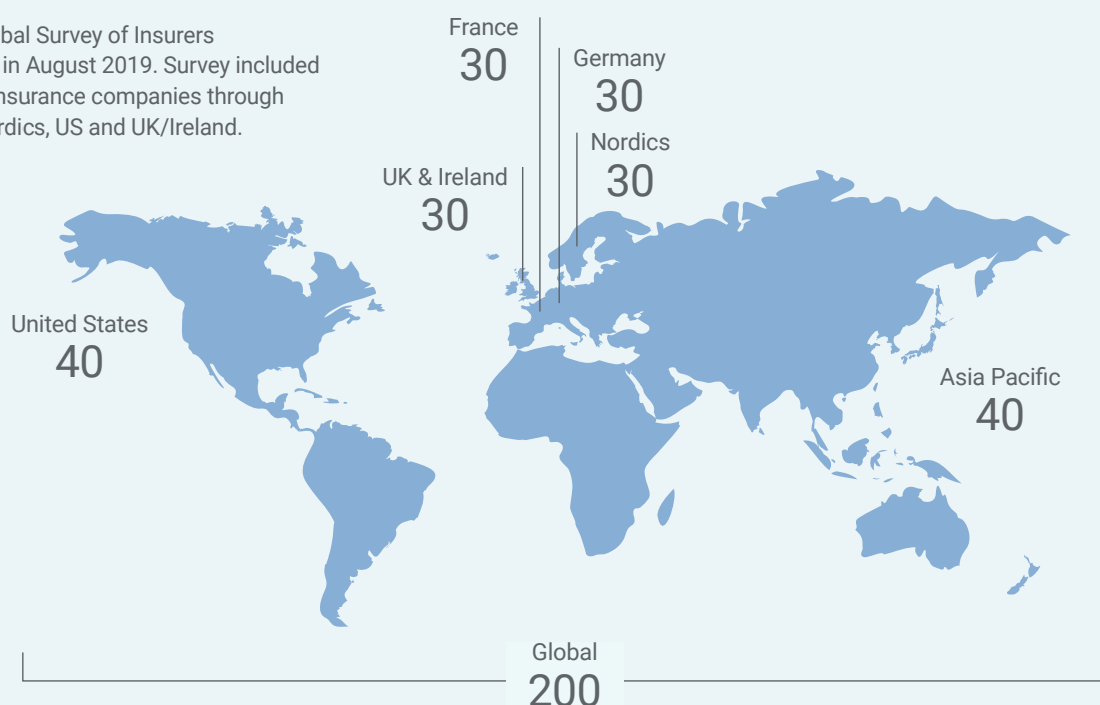 bal Survey of Insurers
in August 2019. Survey included
nsurance companies through
rdics, US and UK/Ireland.
France
30
Germany
30
Nordics
30
UK & Ireland
30
United States
40
Asia Pacific
40
Global
200